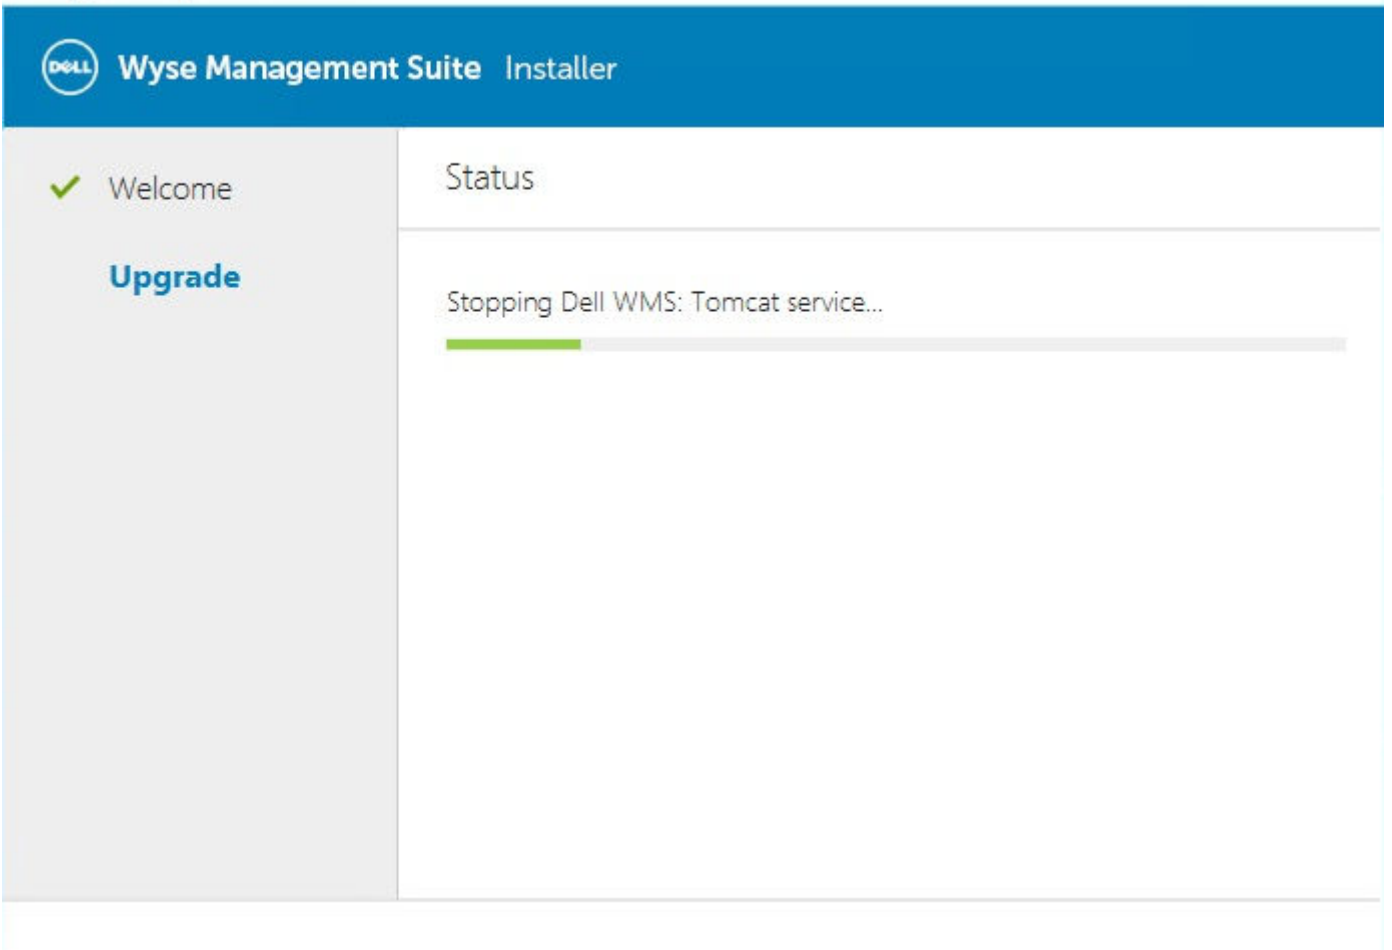 DELL Wyse Management Suite Installer
Welcome
Upgrade
Status
Stopping Dell WMS: Tomcat service...